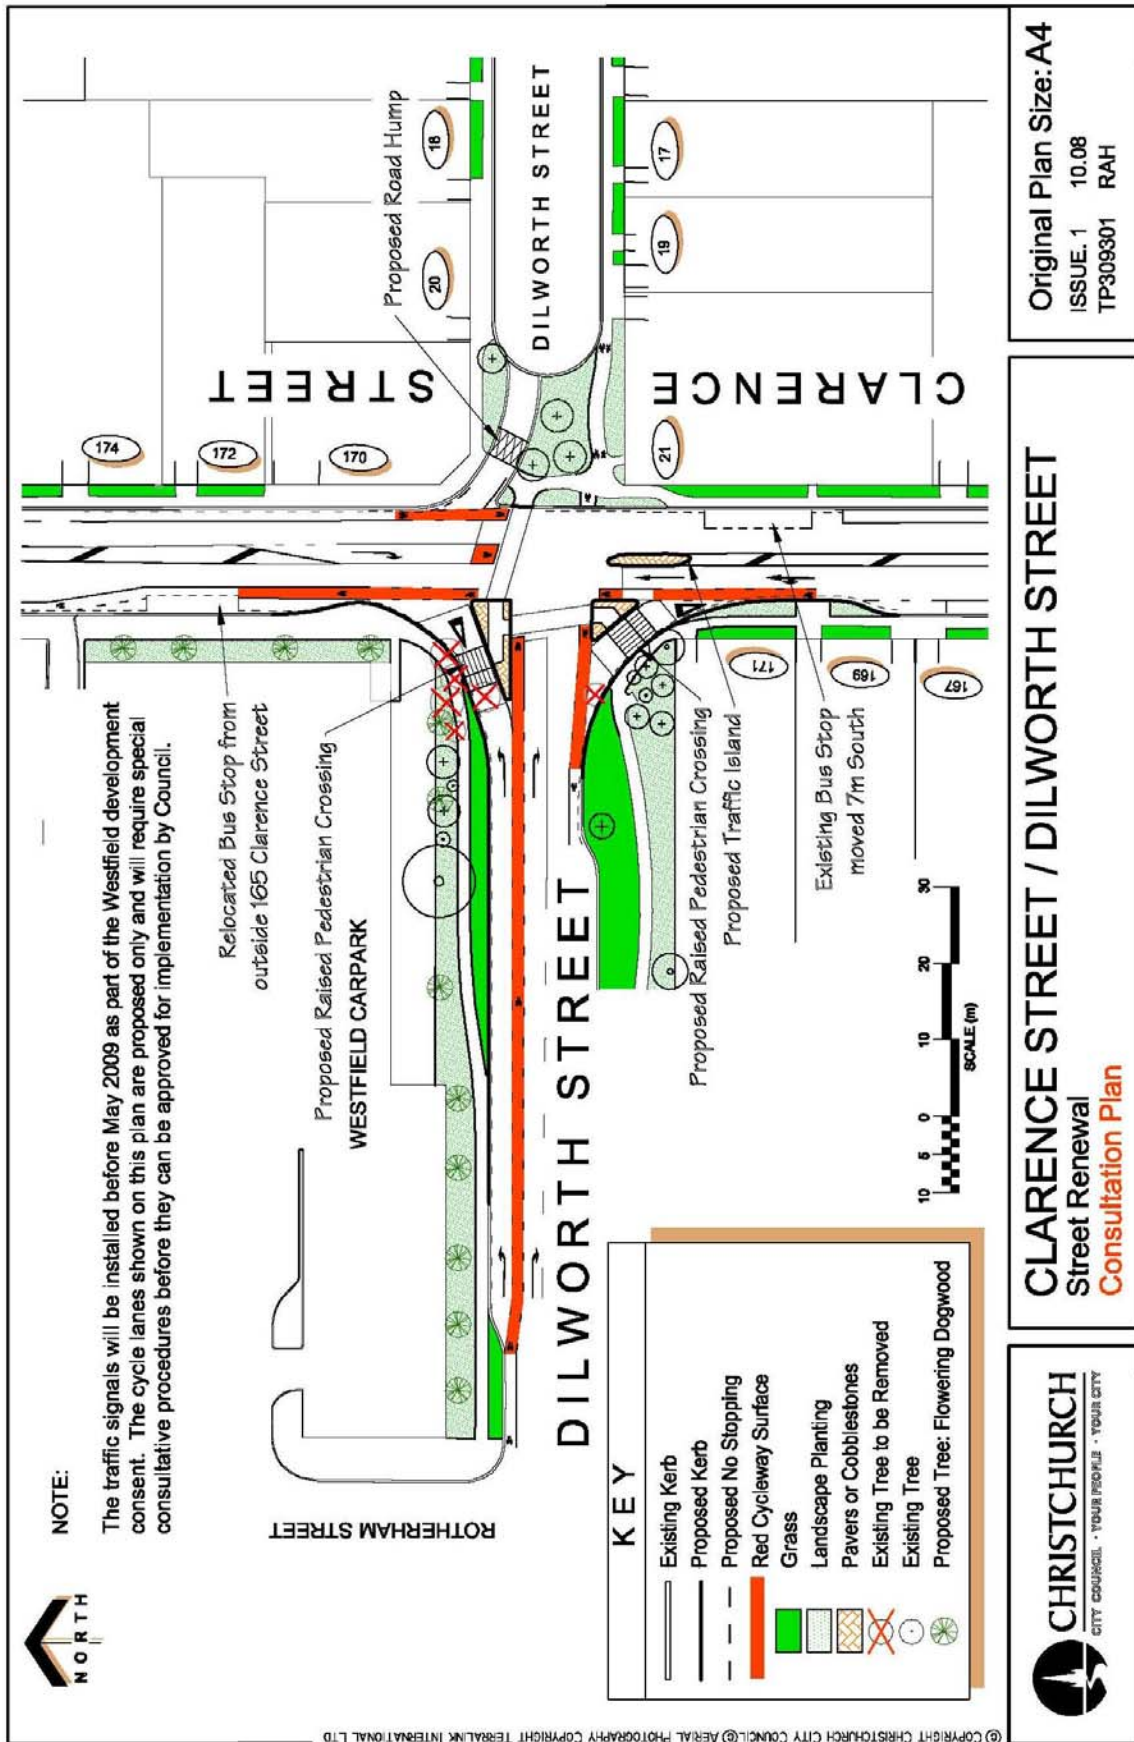 NORTH
NOTE:
The traffic signals will be installed before May 2009 as part of the Westfield development
consent. The cycle lanes shown on this plan are proposed only and will require special
consultative procedures before they can be approved for implementation by Council.
Relocated Bus Stop from
outside 165 Clarence Street
Proposed Raised Pedestrian Crossing
WESTFIELD CARPARK
ROTHERHAM STREET
174
172
170
STREET
Proposed Road Hump
20
18
DILWORTH STREET
DILWORTH STREET
CLARENCE
21
19
17
171
169
167
Proposed Raised Pedestrian Crossing
Proposed Traffic Island
Existing Bus Stop
moved 7m South
10 5 0 10 20 30
SCALE (m)
KEY
Existing Kerb
Proposed Kerb
Proposed No Stopping
Red Cycleway Surface
Grass
Landscape Planting
Pavers or Cobblestones
Existing Tree to be Removed
Existing Tree
Proposed Tree: Flowering Dogwood
© COPYRIGHT CHRISTCHURCH CITY COUNCIL © AERIAL PHOTOGRAPHY COPYRIGHT TERRALINK INTERNATIONAL LTD
CHRISTCHURCH
CITY COUNCIL · YOUR PEOPLE · YOUR CITY
CLARENCE STREET / DILWORTH STREET
Street Renewal
Consultation Plan
Original Plan Size: A4
ISSUE. 1 10.08
TP309301 RAH